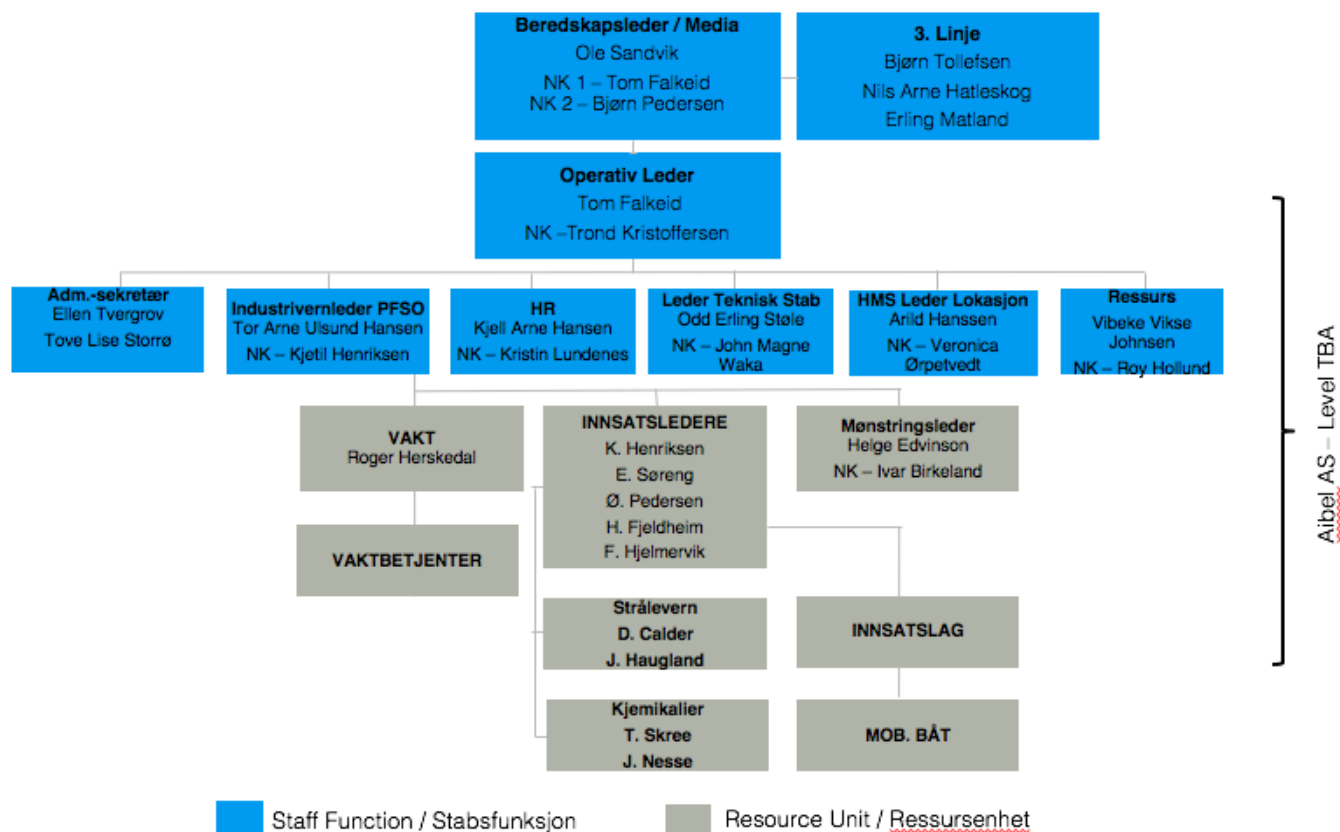 Beredskapsleder / Media
Ole Sandvik
NK 1 – Tom Falkeid
NK 2 – Bjørn Pedersen
3. Linje
Bjørn Tollefsen
Nils Arne Hatleskog
Erling Matland
Operativ Leder
Tom Falkeid
NK –Trond Kristoffersen
Adm.-sekretær
Ellen Tvergrov
Tove Lise Storrø
Industrivernleder PFSO
Tor Arne Ulsund Hansen
NK – Kjetil Henriksen
HR
Kjell Arne Hansen
NK – Kristin Lundenes
Leder Teknisk Stab
Odd Erling Støle
NK – John Magne
Waka
HMS Leder Lokasjon
Arild Hanssen
NK – Veronica
Ørpetvedt
Ressurs
Vibeke Vikse
Johnsen
NK – Roy Hollund
VAKT
Roger Herskedal
INNSATSLEDERE
K. Henriksen
E. Søreng
Ø. Pedersen
H. Fjeldheim
F. Hjelmervik
Mønstringsleder
Helge Edvinson
NK – Ivar Birkeland
VAKTBETJENTER
Strålevern
D. Calder
J. Haugland
INNSATSLAG
Kjemikalier
T. Skree
J. Nesse
MOB. BÅT
Aibel AS – Level TBA
Staff Function / Stabsfunksjon
Resource Unit / Ressursenhet